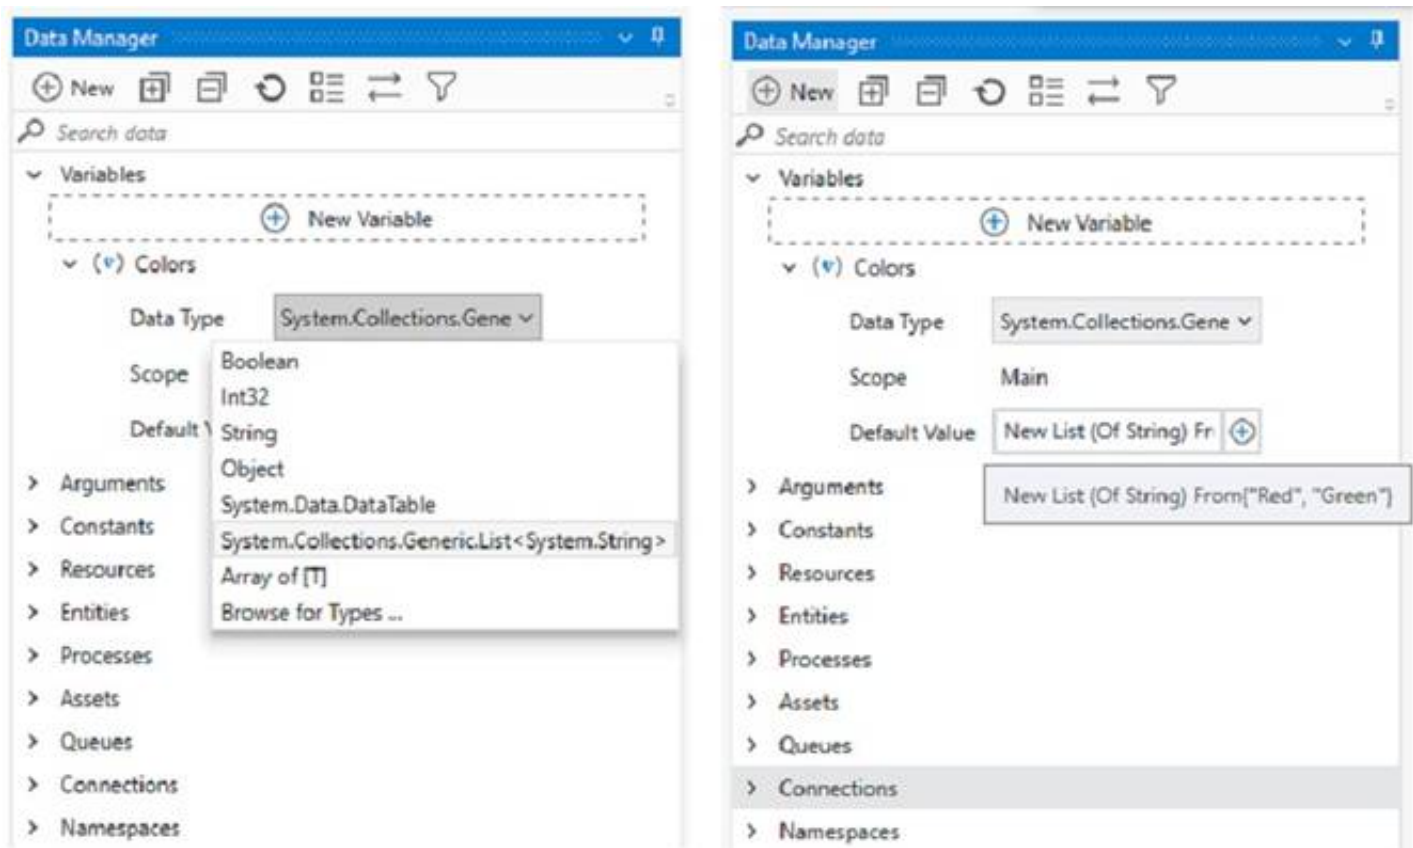 Data Manager
New
Search data
Variables
New Variable
(v) Colors
Data Type System.Collections.Gene
Scope
Default V
Boolean
Int32
String
Object
System.Data.DataTable
System.Collections.Generic.List<System.String>
Array of [T]
Browse for Types ...
Arguments
Constants
Resources
Entities
Processes
Assets
Queues
Connections
Namespaces
Data Manager
New
Search data
Variables
New Variable
(v) Colors
Data Type System.Collections.Gene
Scope Main
Default Value New List (Of String) Fr
New List (Of String) From{"Red", "Green"}
Arguments
Constants
Resources
Entities
Processes
Assets
Queues
Connections
Namespaces